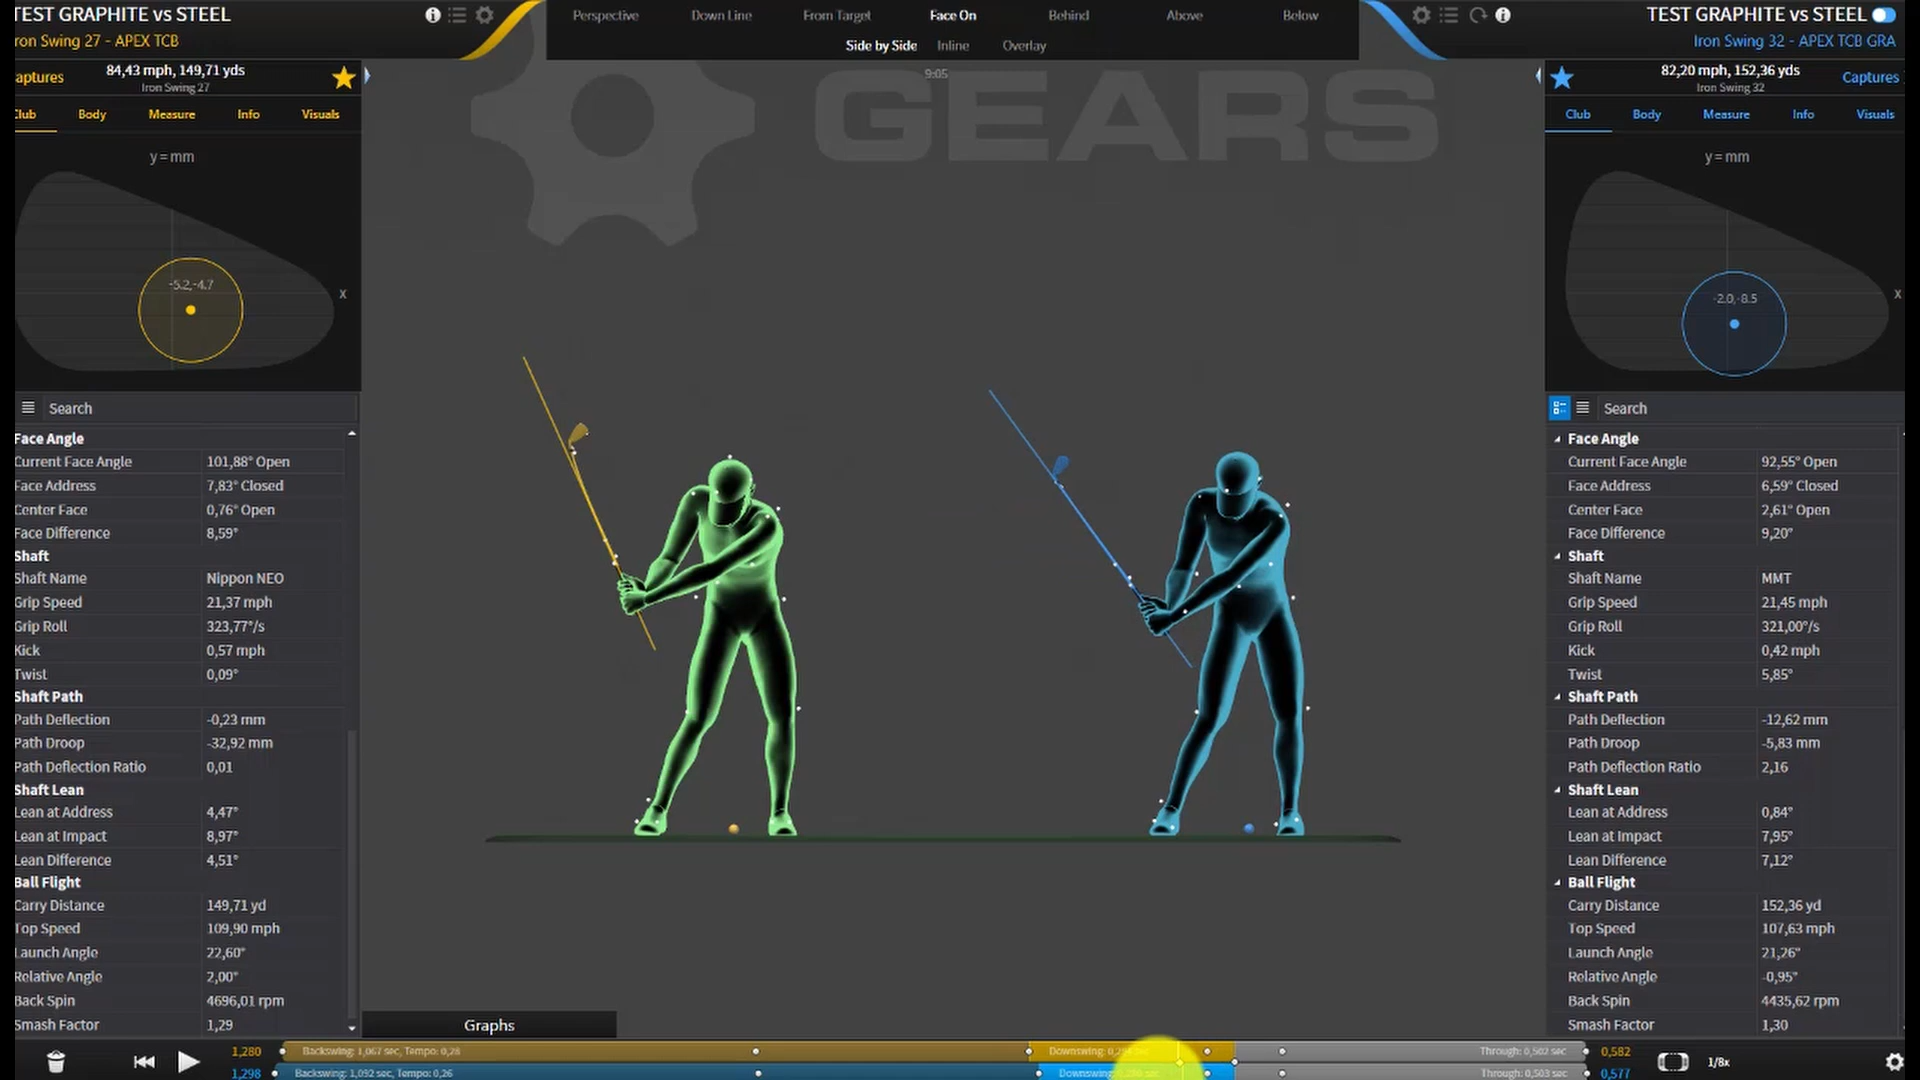 TEST GRAPHITE vs STEEL
ron Swing 27 - APEX TCB
Perspective Down Line From Target Face On Behind Above Below
Side by Side Inline Overlay
TEST GRAPHITE vs STEEL
Iron Swing 32 - APEX TCB GRA
aptures 84,43 mph, 149,71 yds
Iron Swing 27
9:05
GEARS
82,20 mph, 152,36 yds Captures
Iron Swing 32
Club Body Measure Info Visuals
Club Body Measure Info Visuals
y = mm
-5.2,-4.7
x
y = mm
-2.0,-8.5
x
Search
Face Angle
Current Face Angle 101,88° Open
Face Address 7,83° Closed
Center Face 0,76° Open
Face Difference 8,59°
Shaft
Shaft Name Nippon NEO
Grip Speed 21,37 mph
Grip Roll 323,77°/s
Kick 0,57 mph
Twist 0,09°
Shaft Path
Path Deflection -0,23 mm
Path Droop -32,92 mm
Path Deflection Ratio 0,01
Shaft Lean
Lean at Address 4,47°
Lean at Impact 8,97°
Lean Difference 4,51°
Ball Flight
Carry Distance 149,71 yd
Top Speed 109,90 mph
Launch Angle 22,60°
Relative Angle 2,00°
Back Spin 4696,01 rpm
Smash Factor 1,29
Search
Face Angle
Current Face Angle 92,55° Open
Face Address 6,59° Closed
Center Face 2,61° Open
Face Difference 9,20°
Shaft
Shaft Name MMT
Grip Speed 21,45 mph
Grip Roll 321,00°/s
Kick 0,42 mph
Twist 5,85°
Shaft Path
Path Deflection -12,62 mm
Path Droop -5,83 mm
Path Deflection Ratio 2,16
Shaft Lean
Lean at Address 0,84°
Lean at Impact 7,95°
Lean Difference 7,12°
Ball Flight
Carry Distance 152,36 yd
Top Speed 107,63 mph
Launch Angle 21,26°
Relative Angle -0,95°
Back Spin 4435,62 rpm
Smash Factor 1,30
Graphs
1,280 Backswing: 1,067 sec, Tempo: 0,28 Downswing: Through: 0,502 sec 0,582
1,298 Backswing: 1,092 sec, Tempo: 0,26 Downswing: Through: 0,503 sec 0,577
1/8x